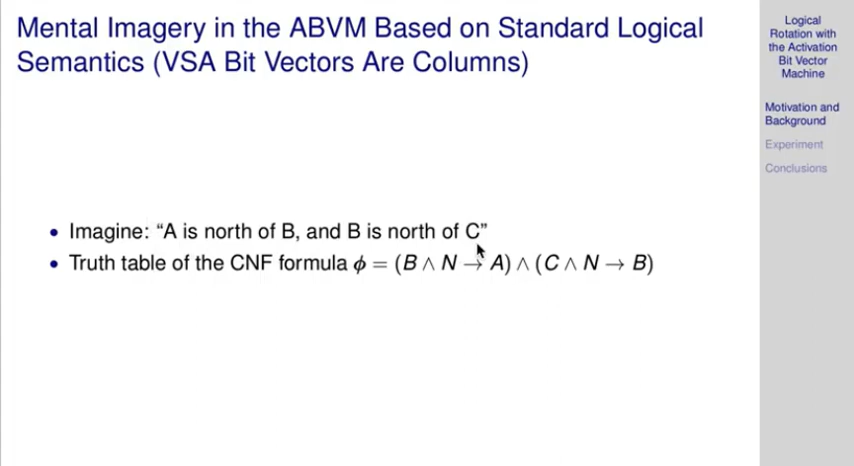 Mental Imagery in the ABVM Based on Standard Logical
Semantics (VSA Bit Vectors Are Columns)
• Imagine: “A is north of B, and B is north of C”
• Truth table of the CNF formula ϕ = (B ∧ N → A) ∧ (C ∧ N → B)
Logical
Rotation with
the Activation
Bit Vector
Machine
Motivation and
Background
Experiment
Conclusions